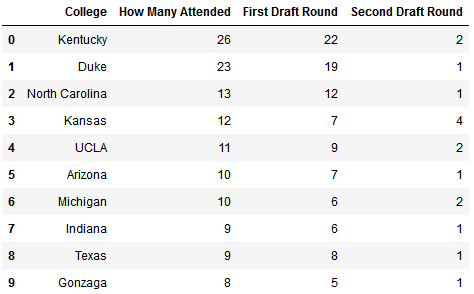 College How Many Attended First Draft Round Second Draft Round
0 Kentucky 26 22 2
1 Duke 23 19 1
2 North Carolina 13 12 1
3 Kansas 12 7 4
4 UCLA 11 9 2
5 Arizona 10 7 1
6 Michigan 10 6 2
7 Indiana 9 6 1
8 Texas 9 8 1
9 Gonzaga 8 5 1